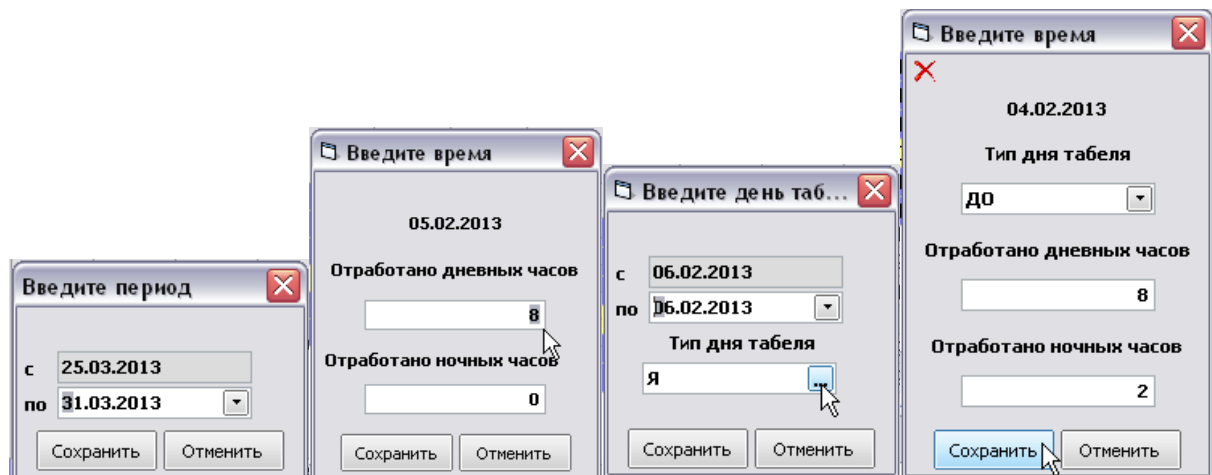 Введите период
с 25.03.2013
по 31.03.2013
Сохранить Отменить
Введите время
05.02.2013
Отработано дневных часов
8
Отработано ночных часов
0
Сохранить Отменить
Введите день таб...
с 06.02.2013
по 06.02.2013
Тип дня табеля
Я ...
Сохранить Отменить
Введите время
04.02.2013
Тип дня табеля
ДО
Отработано дневных часов
8
Отработано ночных часов
2
Сохранить Отменить